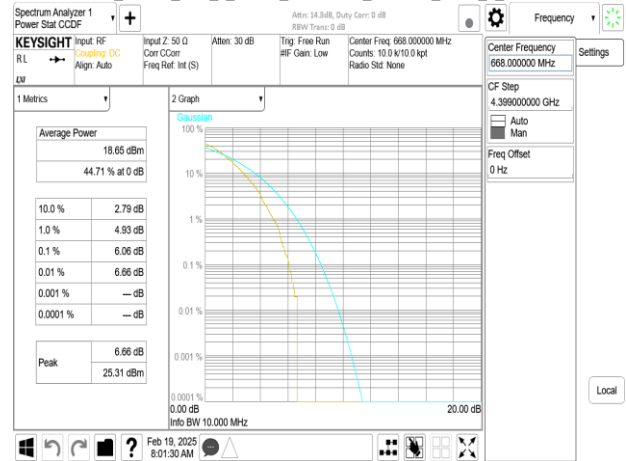 Spectrum Analyzer 1
Power Stat CCDF
Attn: 14.8dB, Duty Corr: 0 dB
RBW Trans: 0 dB
Frequency
KEYSIGHT
RL
LXI
Input: RF
Coupling: DC
Align: Auto
Input Z: 50 Ω
Corr CCorr
Freq Ref: Int (S)
Atten: 30 dB
Trig: Free Run
#IF Gain: Low
Center Freq: 668.000000 MHz
Counts: 10.0 k/10.0 kpt
Radio Std: None
Center Frequency
668.000000 MHz
Settings
CF Step
4.399000000 GHz
Auto
Man
Freq Offset
0 Hz
1 Metrics
Average Power
18.65 dBm
44.71 % at 0 dB
10.0 % 2.79 dB
1.0 % 4.93 dB
0.1 % 6.06 dB
0.01 % 6.66 dB
0.001 % — dB
0.0001 % — dB
Peak
6.66 dB
25.31 dBm
2 Graph
Gaussian
100 %
10 %
1 %
0.1 %
0.01 %
0.001 %
0.0001 %
0.00 dB 20.00 dB
Info BW 10.000 MHz
Local
?
Feb 19, 2025
8:01:30 AM